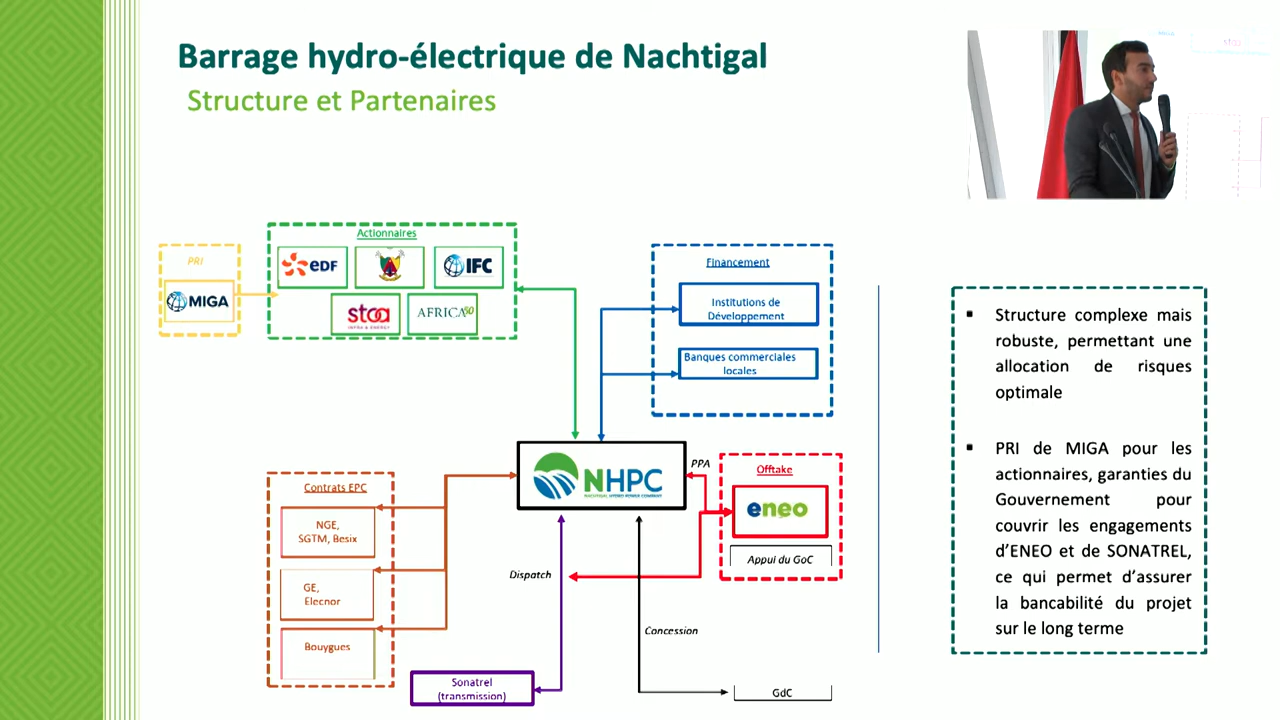 Barrage hydro-électrique de Nachtigal
Structure et Partenaires
PRI
MIGA
Actionnaires
eDF
IFC
stoa
INFRA & ENERGY
AFRICA50
Financement
Institutions de
Développement
Banques commerciales
locales
NHPC
NACHTIGAL HYDRO POWER COMPANY
PPA
Offtake
eneo
Appui du GoC
Contrats EPC
NGE,
SGTM, Besix
GE,
Elecnor
Bouygues
Dispatch
Concession
Sonatrel
(transmission)
GdC
▪ Structure complexe mais
robuste, permettant une
allocation de risques
optimale
▪ PRI de MIGA pour les
actionnaires, garanties du
Gouvernement pour
couvrir les engagements
d'ENEO et de SONATREL,
ce qui permet d'assurer
la bancabilité du projet
sur le long terme